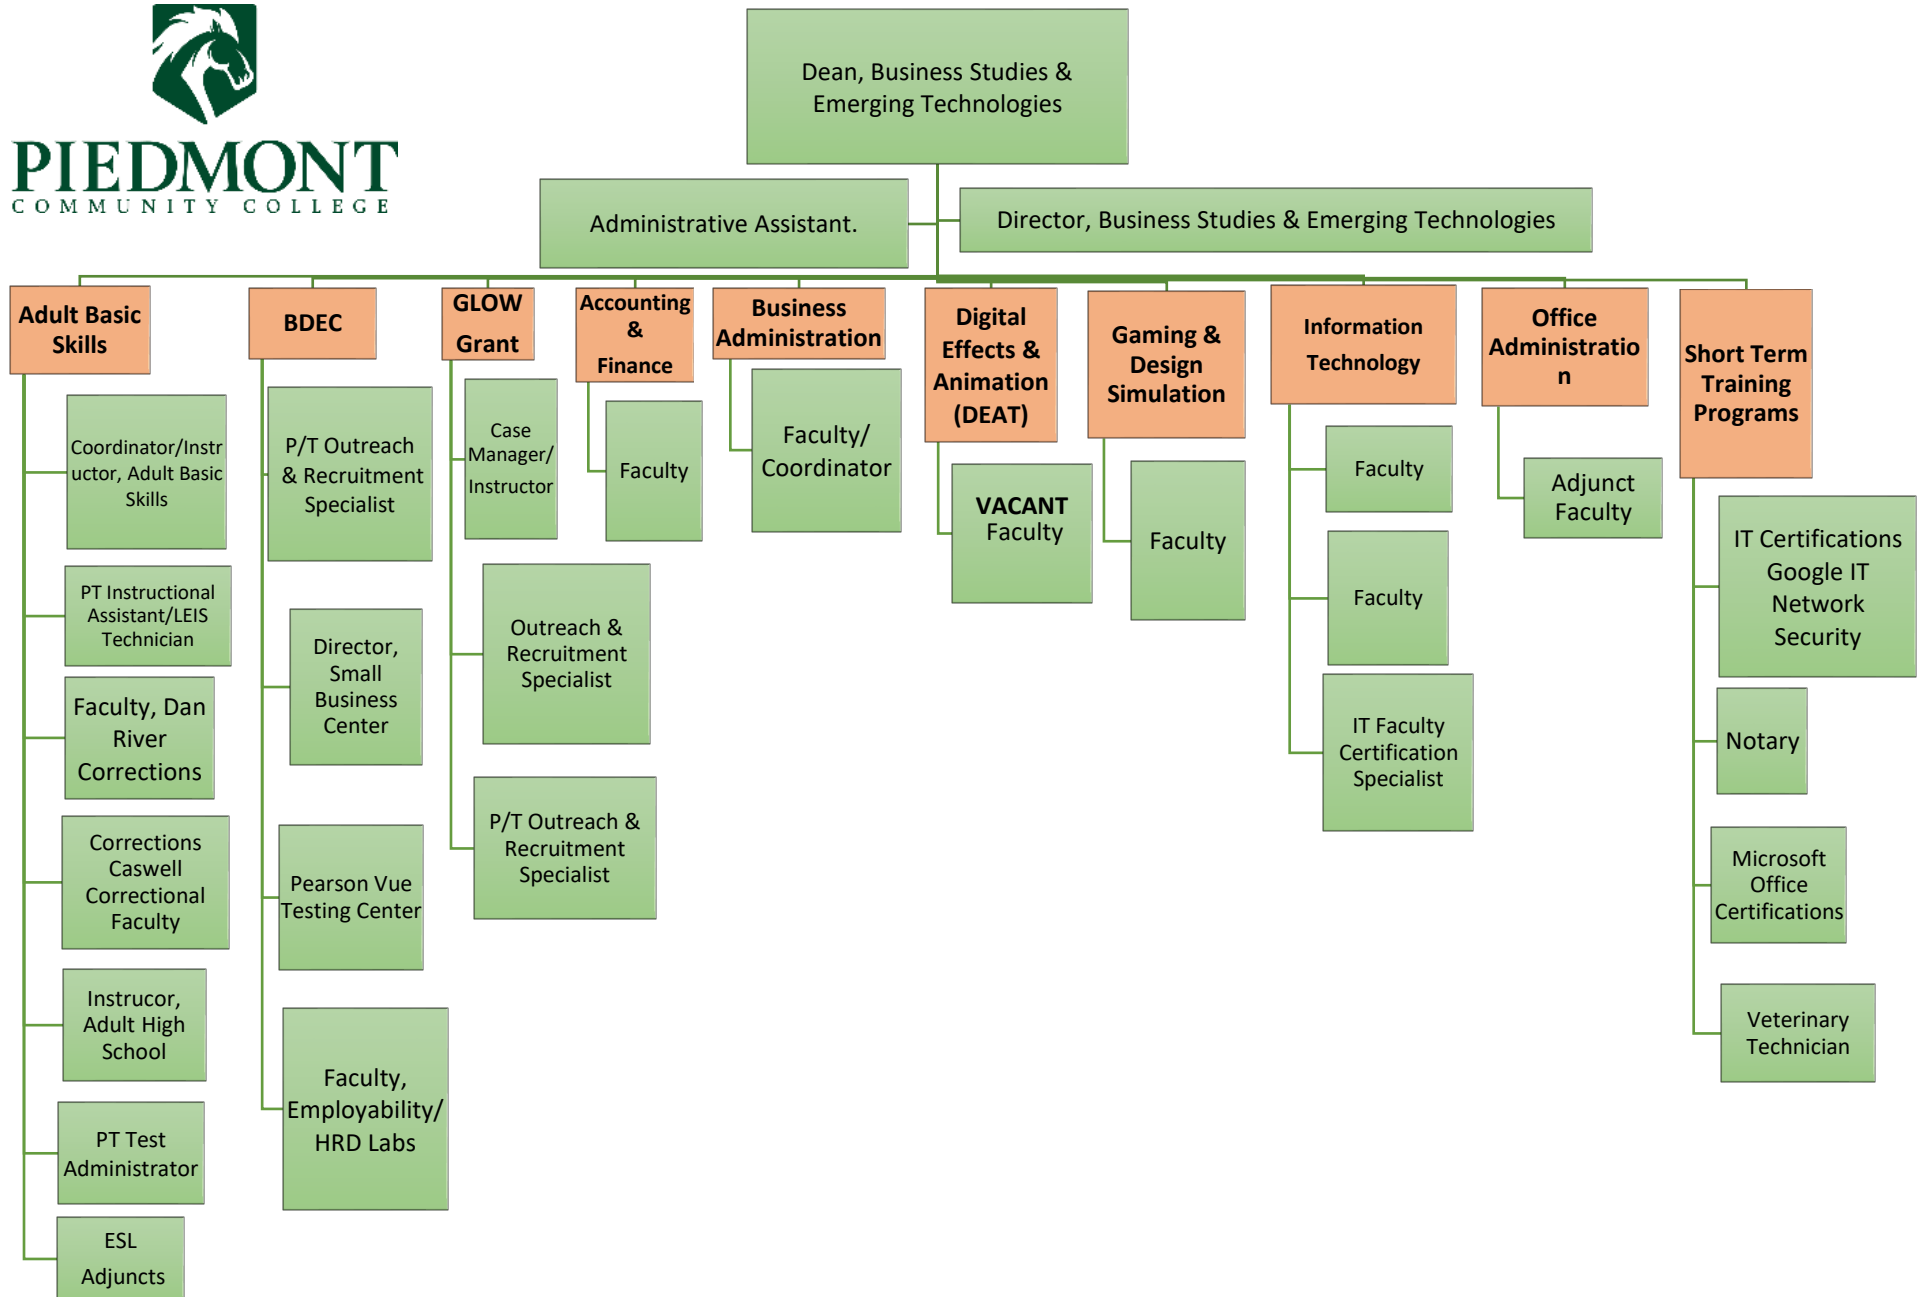 PIEDMONT
COMMUNITY COLLEGE
Dean, Business Studies &
Emerging Technologies
Administrative Assistant.
Director, Business Studies & Emerging Technologies
Adult Basic
Skills
Coordinator/Instr
uctor, Adult Basic
Skills
PT Instructional
Assistant/LEIS
Technician
Faculty, Dan
River
Corrections
Corrections
Caswell
Correctional
Faculty
Instrucor,
Adult High
School
PT Test
Administrator
ESL
Adjuncts
BDEC
P/T Outreach
& Recruitment
Specialist
Director,
Small
Business
Center
Pearson Vue
Testing Center
Faculty,
Employability/
HRD Labs
GLOW
Grant
Case
Manager/
Instructor
Outreach &
Recruitment
Specialist
P/T Outreach &
Recruitment
Specialist
Accounting
&
Finance
Faculty
Business
Administration
Faculty/
Coordinator
Digital
Effects &
Animation
(DEAT)
VACANT
Faculty
Gaming &
Design
Simulation
Faculty
Information
Technology
Faculty
Faculty
IT Faculty
Certification
Specialist
Office
Administratio
n
Adjunct
Faculty
Short Term
Training
Programs
IT Certifications
Google IT
Network
Security
Notary
Microsoft
Office
Certifications
Veterinary
Technician